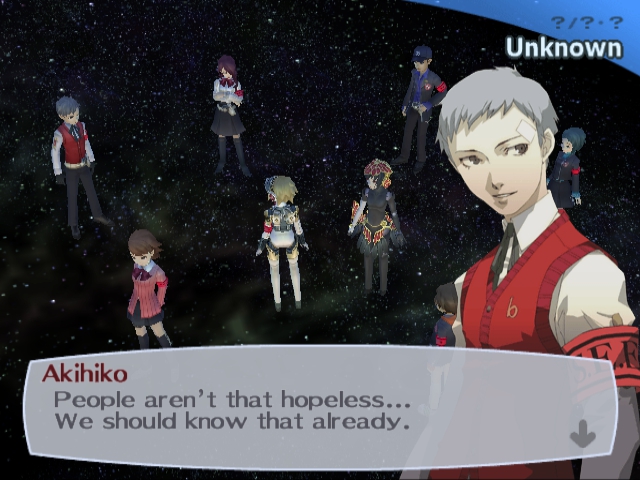 ?/?·?
Unknown
b
S.E.E
Akihiko
People aren't that hopeless...
We should know that already.